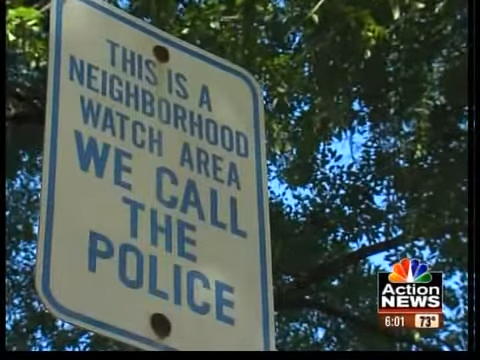 THIS IS A
NEIGHBORHOOD
WATCH AREA
WE CALL
THE
POLICE
Action
NEWS
6:01 73°